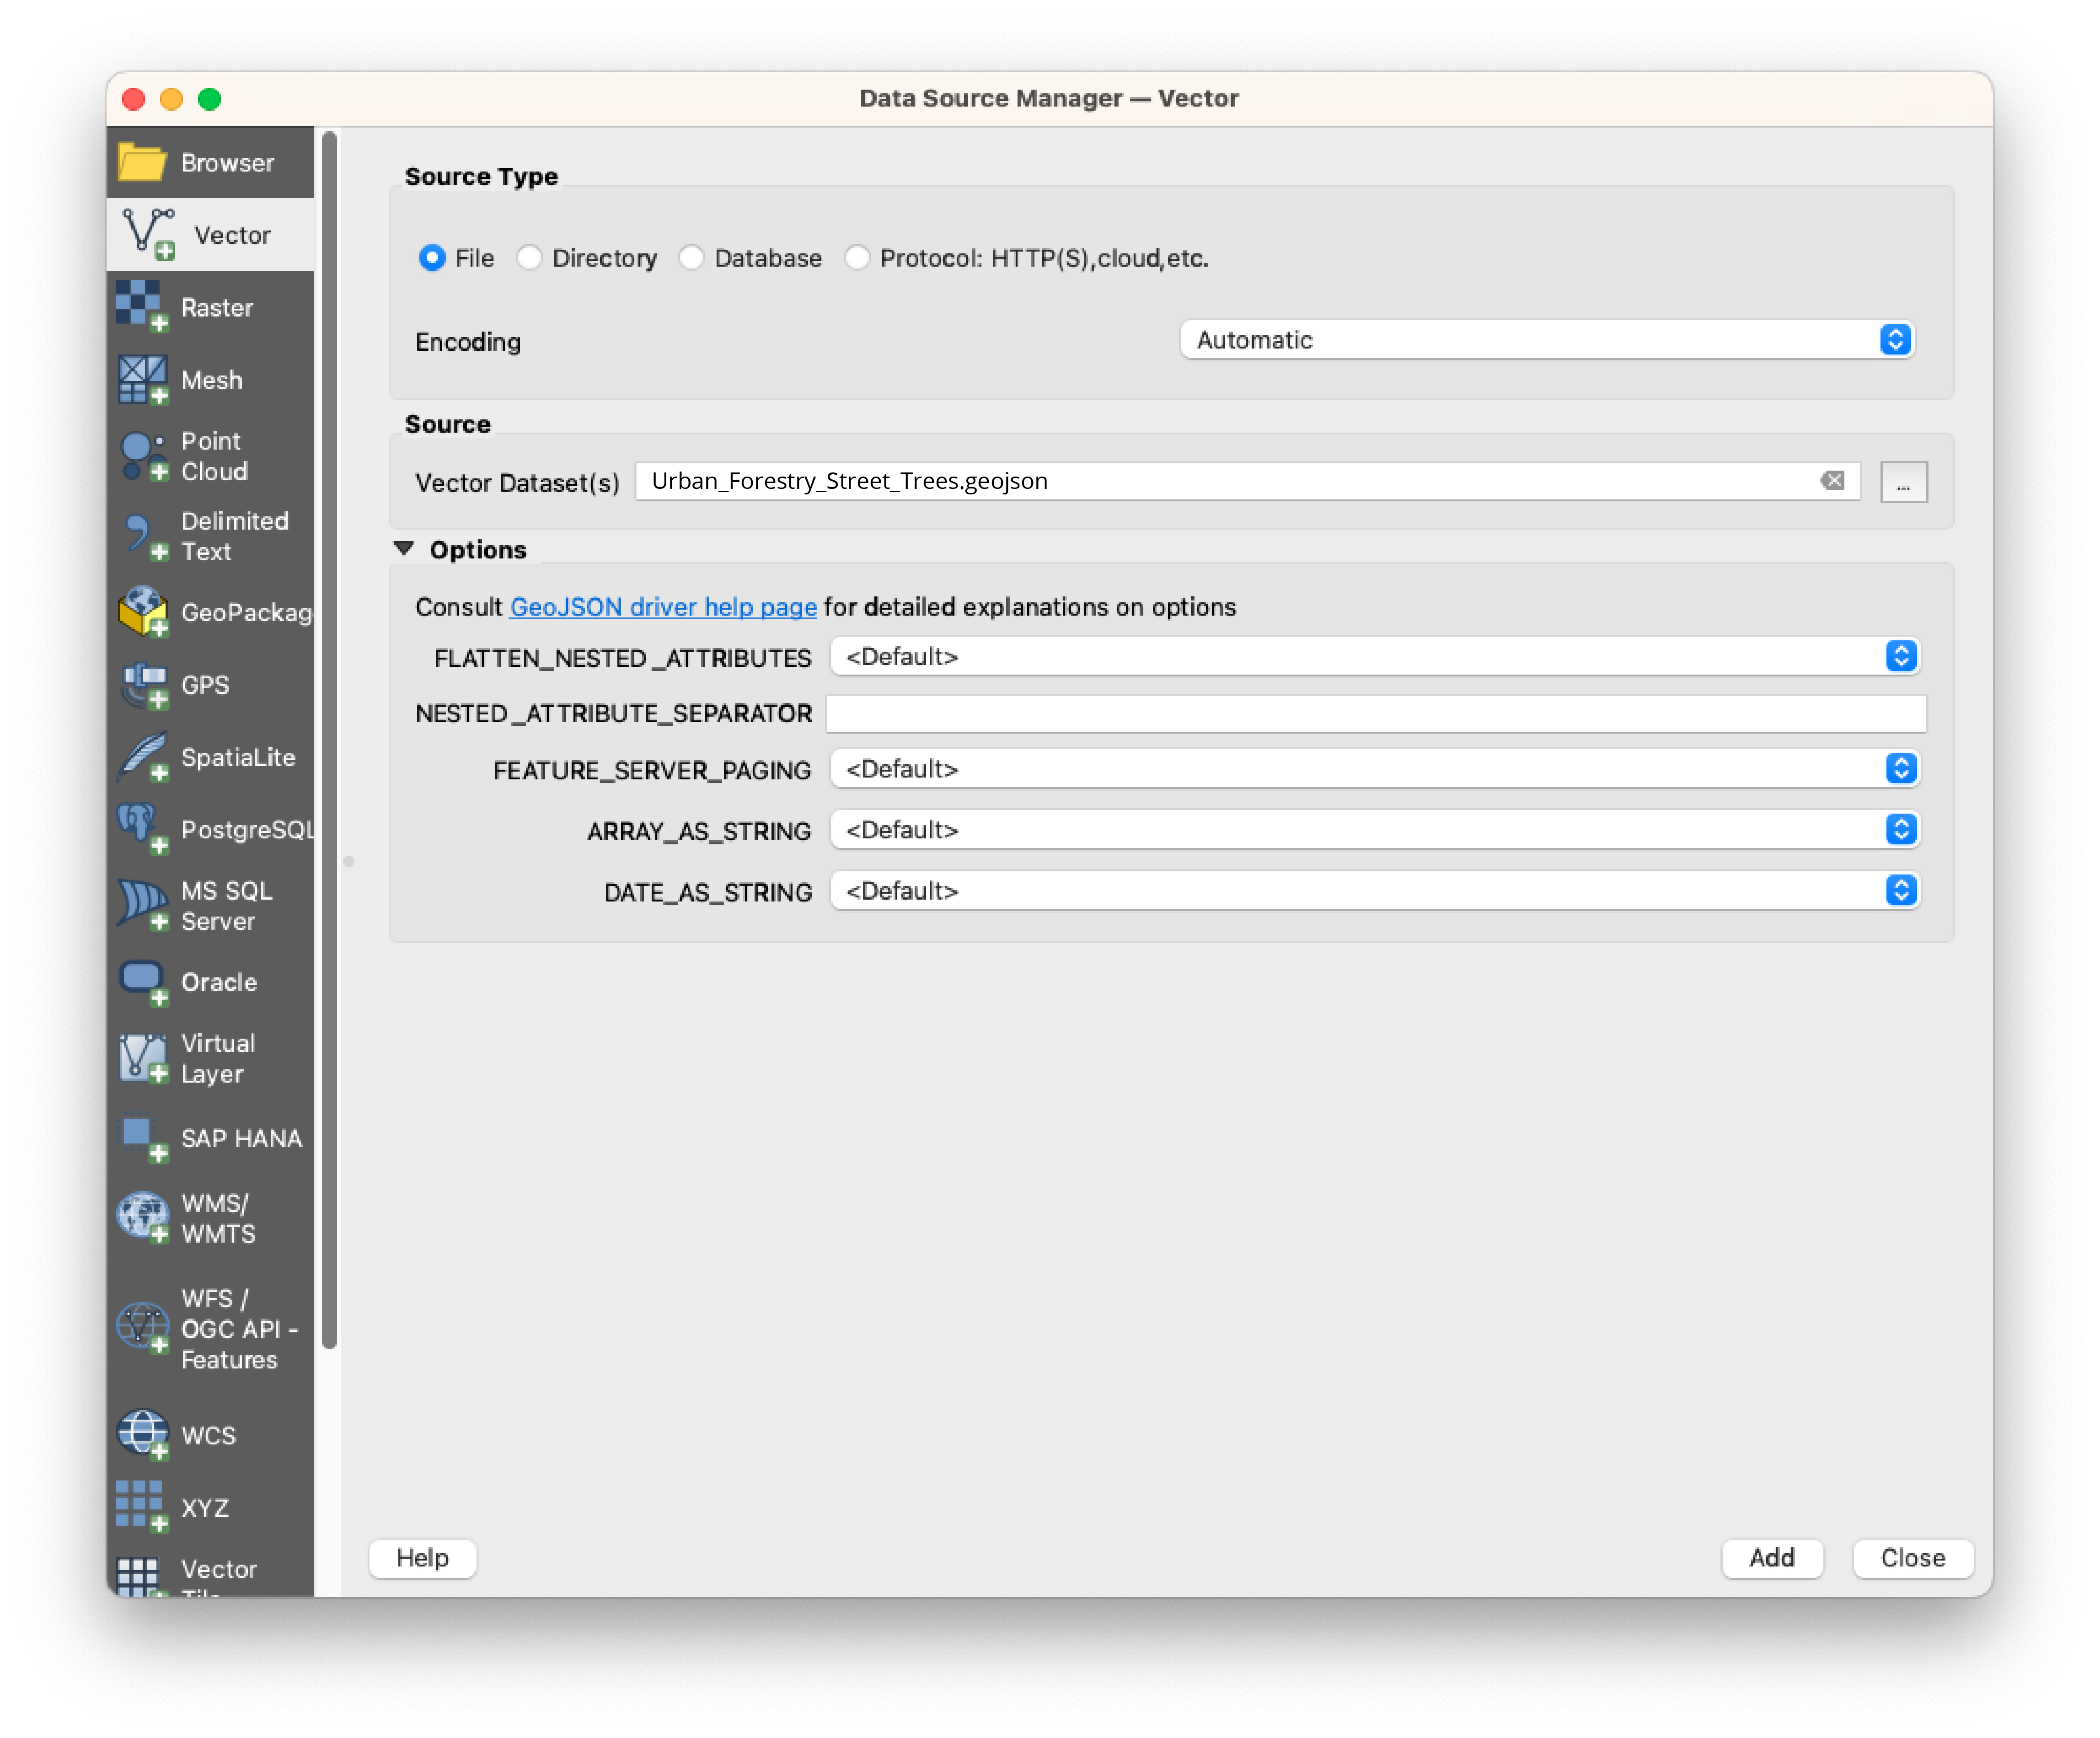 Data Source Manager — Vector
Browser
Vector
Raster
Mesh
Point
Cloud
Delimited
Text
GeoPackag
GPS
SpatiaLite
PostgreSQL
MS SQL
Server
Oracle
Virtual
Layer
SAP HANA
WMS/
WMTS
WFS /
OGC API -
Features
WCS
XYZ
Vector
Tile
Source Type
File Directory Database Protocol: HTTP(S),cloud,etc.
Encoding Automatic
Source
Vector Dataset(s) Urban_Forestry_Street_Trees.geojson ...
Options
Consult GeoJSON driver help page for detailed explanations on options
FLATTEN_NESTED_ATTRIBUTES <Default>
NESTED_ATTRIBUTE_SEPARATOR
FEATURE_SERVER_PAGING <Default>
ARRAY_AS_STRING <Default>
DATE_AS_STRING <Default>
Help Add Close